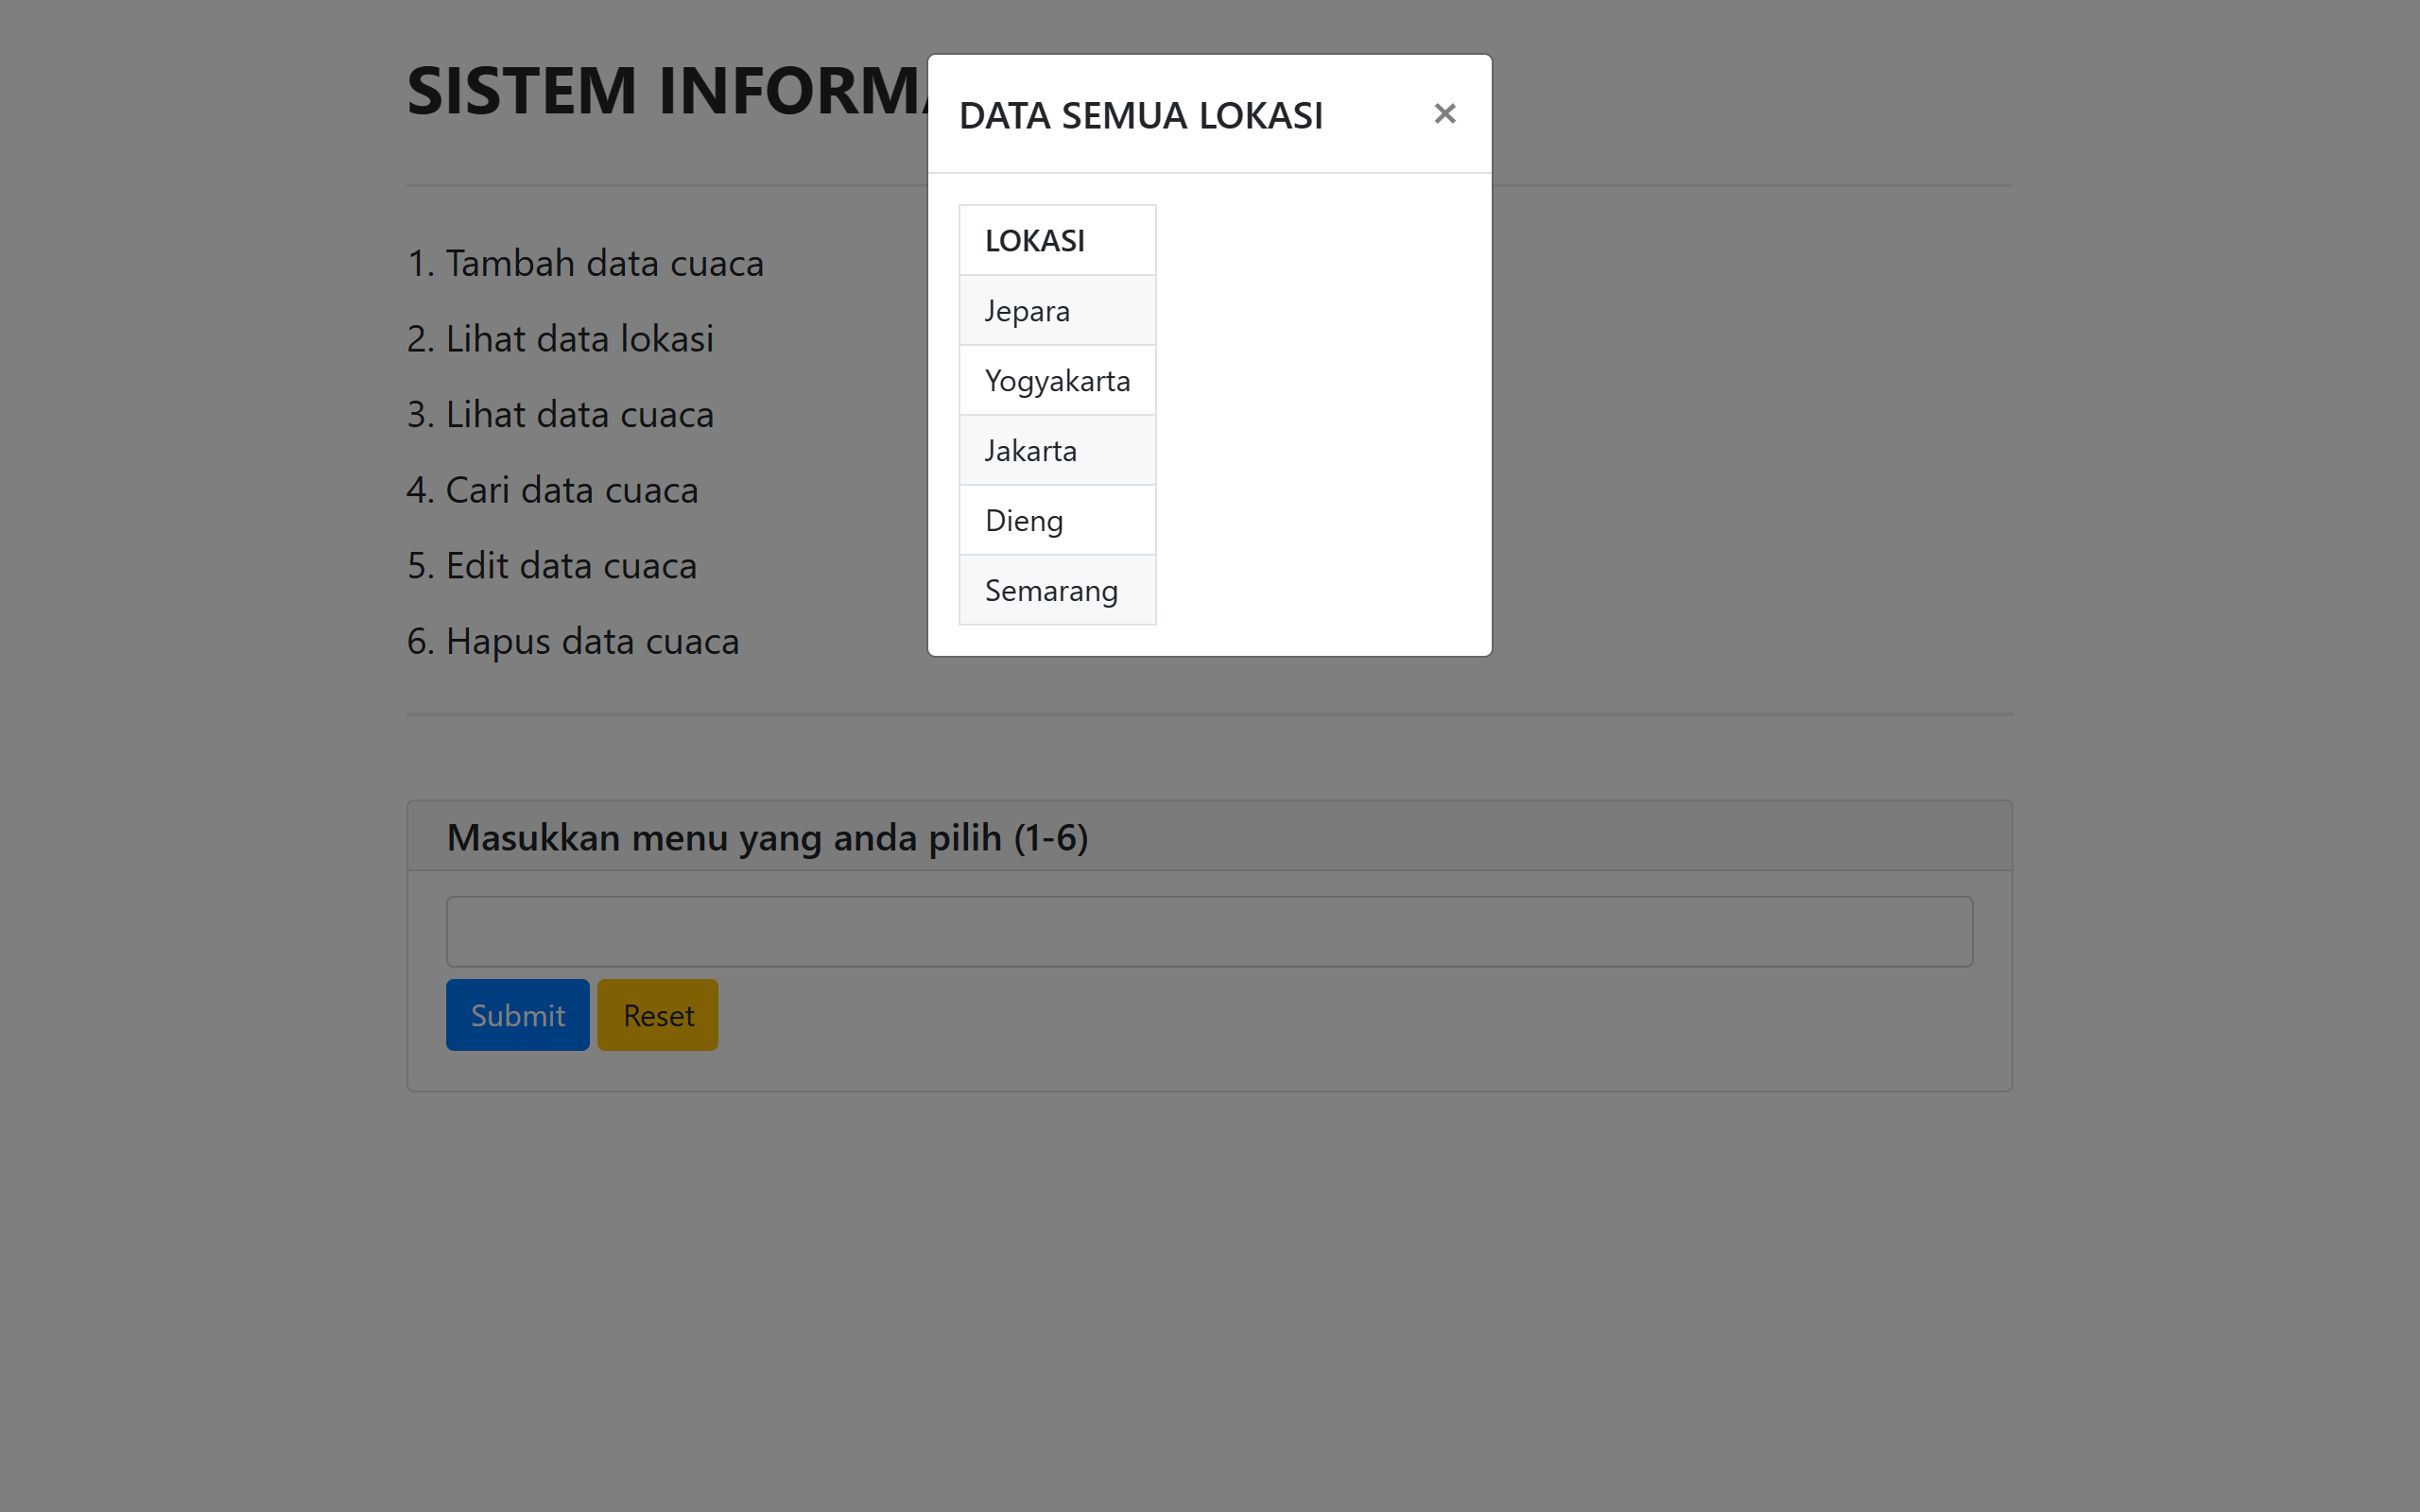 SISTEM INFORMA
DATA SEMUA LOKASI
×
LOKASI
Jepara
Yogyakarta
Jakarta
Dieng
Semarang
1. Tambah data cuaca
2. Lihat data lokasi
3. Lihat data cuaca
4. Cari data cuaca
5. Edit data cuaca
6. Hapus data cuaca
Masukkan menu yang anda pilih (1-6)
Submit Reset